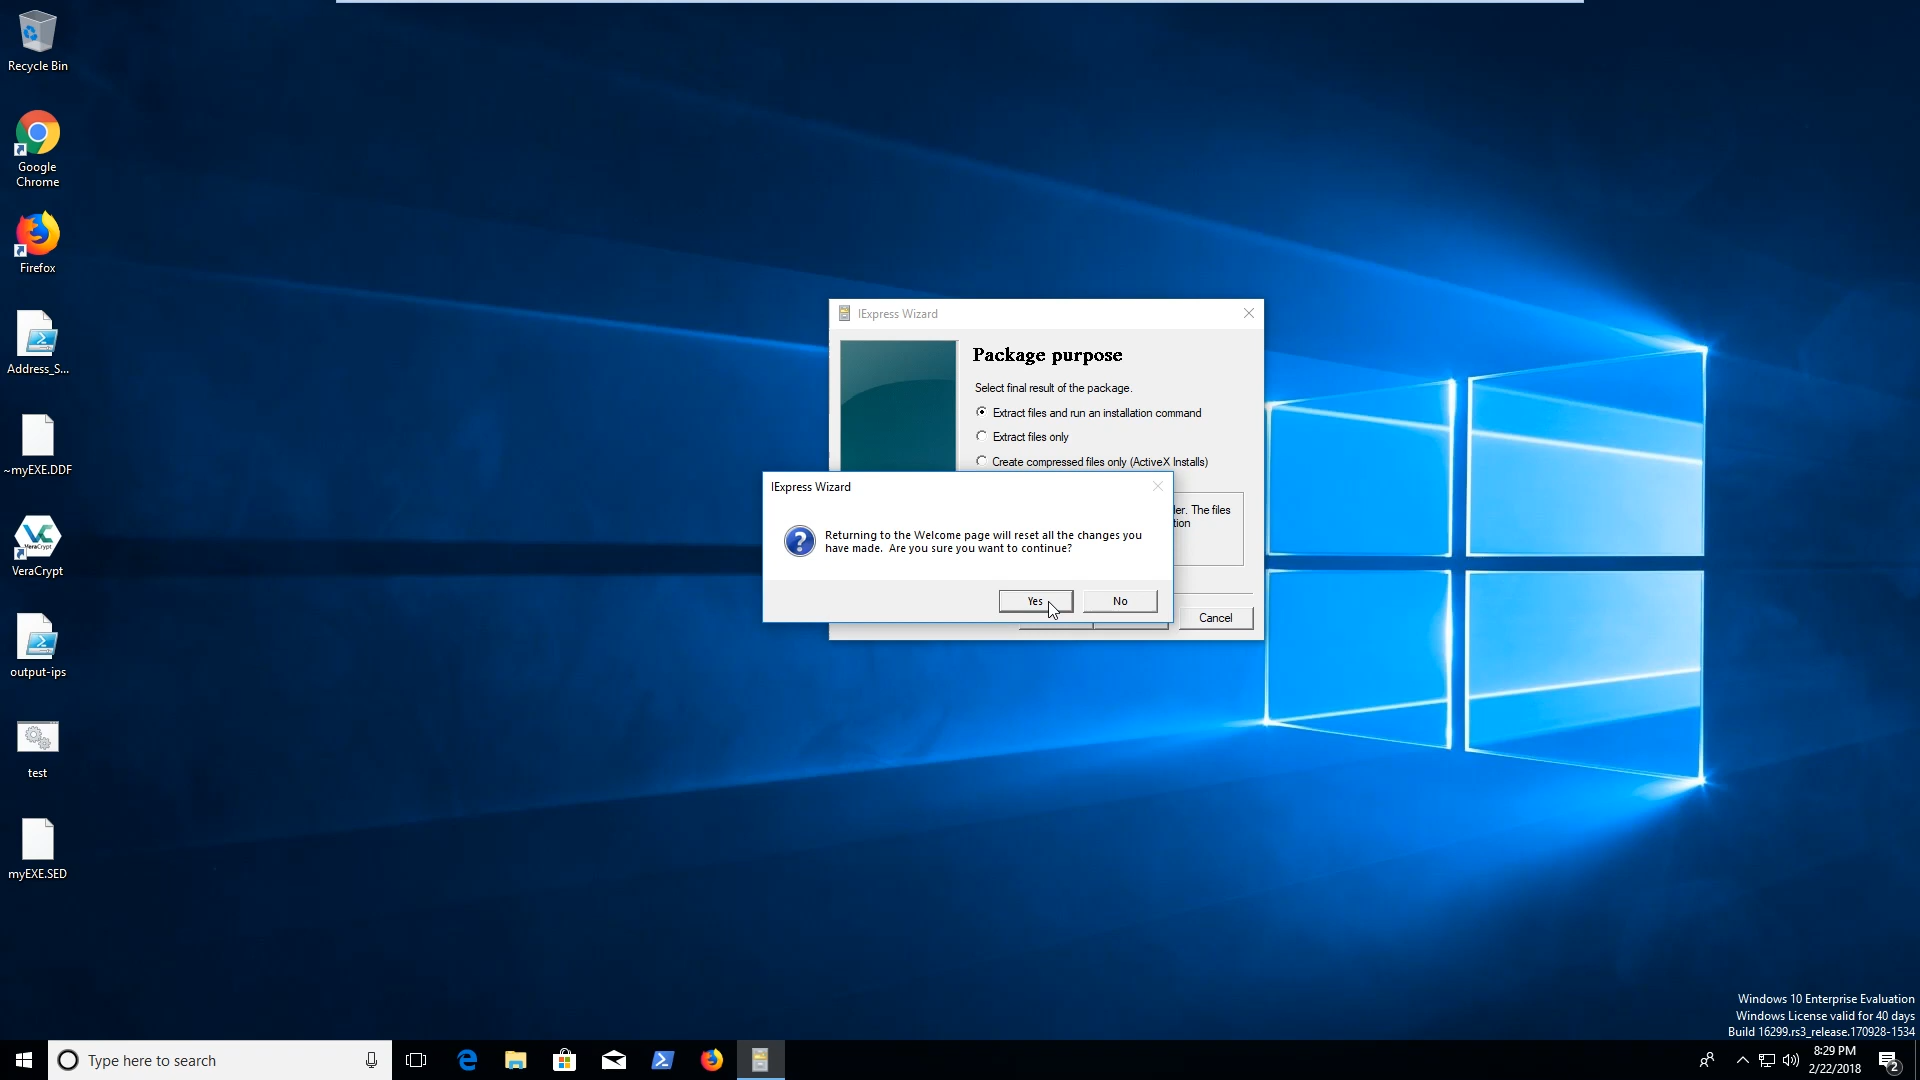 Recycle Bin
Google
Chrome
Firefox
Address_S...
~myEXE.DDF
VeraCrypt
VeraCrypt
output-ips
test
myEXE.SED
IExpress Wizard
Package purpose
Select final result of the package.
Extract files and run an installation command
Extract files only
Create compressed files only (ActiveX Installs)
ler. The files
tion
IExpress Wizard
Returning to the Welcome page will reset all the changes you
have made. Are you sure you want to continue?
Yes
No
Cancel
Windows 10 Enterprise Evaluation
Windows License valid for 40 days
Build 16299.rs3_release.170928-1534
Type here to search
8:29 PM
2/22/2018
2